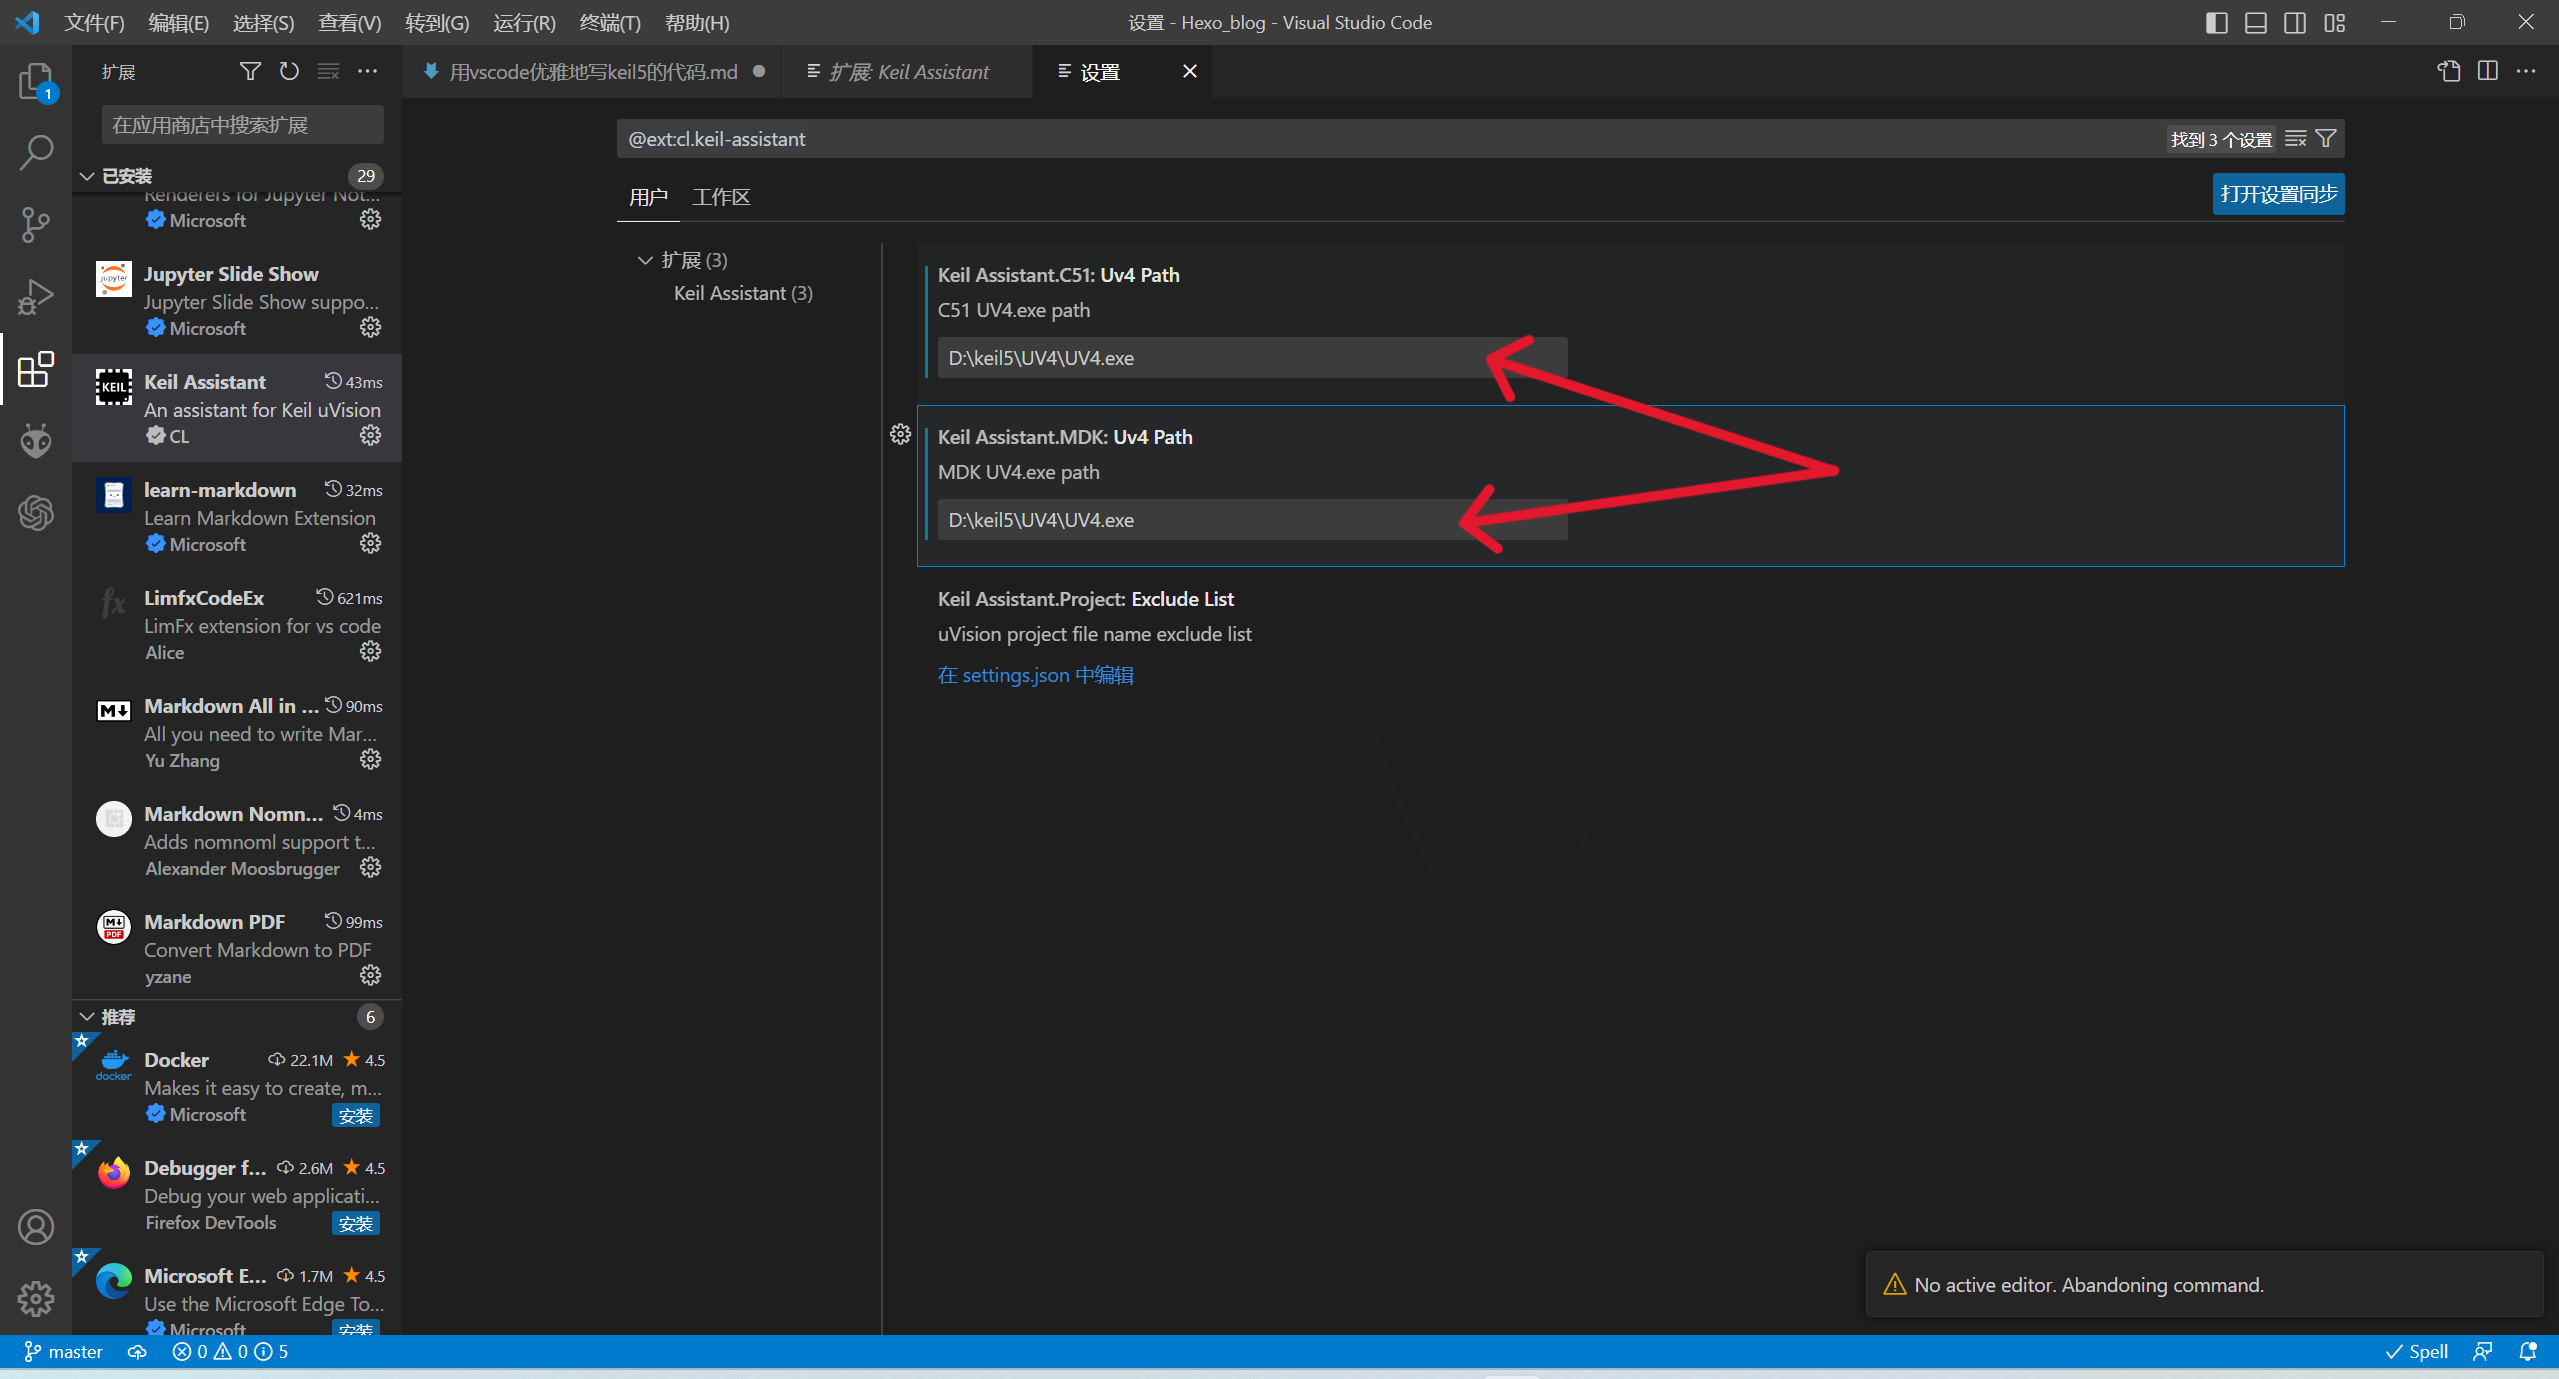 文件(F) 编辑(E) 选择(S) 查看(V) 转到(G) 运行(R) 终端(T) 帮助(H)
设置 - Hexo_blog - Visual Studio Code
扩展
在应用商店中搜索扩展
已安装 29
Renderers for Jupyter Not...
Microsoft
Jupyter Slide Show
Jupyter Slide Show suppo...
Microsoft
KEIL
Keil Assistant 43ms
An assistant for Keil uVision
CL
learn-markdown 32ms
Learn Markdown Extension
Microsoft
fx
LimfxCodeEx 621ms
LimFx extension for vs code
Alice
Markdown All in ... 90ms
All you need to write Mar...
Yu Zhang
Markdown Nomn... 4ms
Adds nomnoml support t...
Alexander Moosbrugger
Markdown PDF 99ms
Convert Markdown to PDF
yzane
推荐 6
docker
Docker 22.1M 4.5
Makes it easy to create, m...
Microsoft 安装
Debugger f... 2.6M 4.5
Debug your web applicati...
Firefox DevTools 安装
Microsoft E... 1.7M 4.5
Use the Microsoft Edge To...
Microsoft 安装
1
用vscode优雅地写keil5的代码.md
扩展: Keil Assistant
设置
@ext:cl.keil-assistant
找到 3 个设置
用户 工作区
打开设置同步
扩展 (3)
Keil Assistant (3)
Keil Assistant.C51: Uv4 Path
C51 UV4.exe path
D:\keil5\UV4\UV4.exe
Keil Assistant.MDK: Uv4 Path
MDK UV4.exe path
D:\keil5\UV4\UV4.exe
Keil Assistant.Project: Exclude List
uVision project file name exclude list
在 settings.json 中编辑
No active editor. Abandoning command.
master 0 0 5
Spell